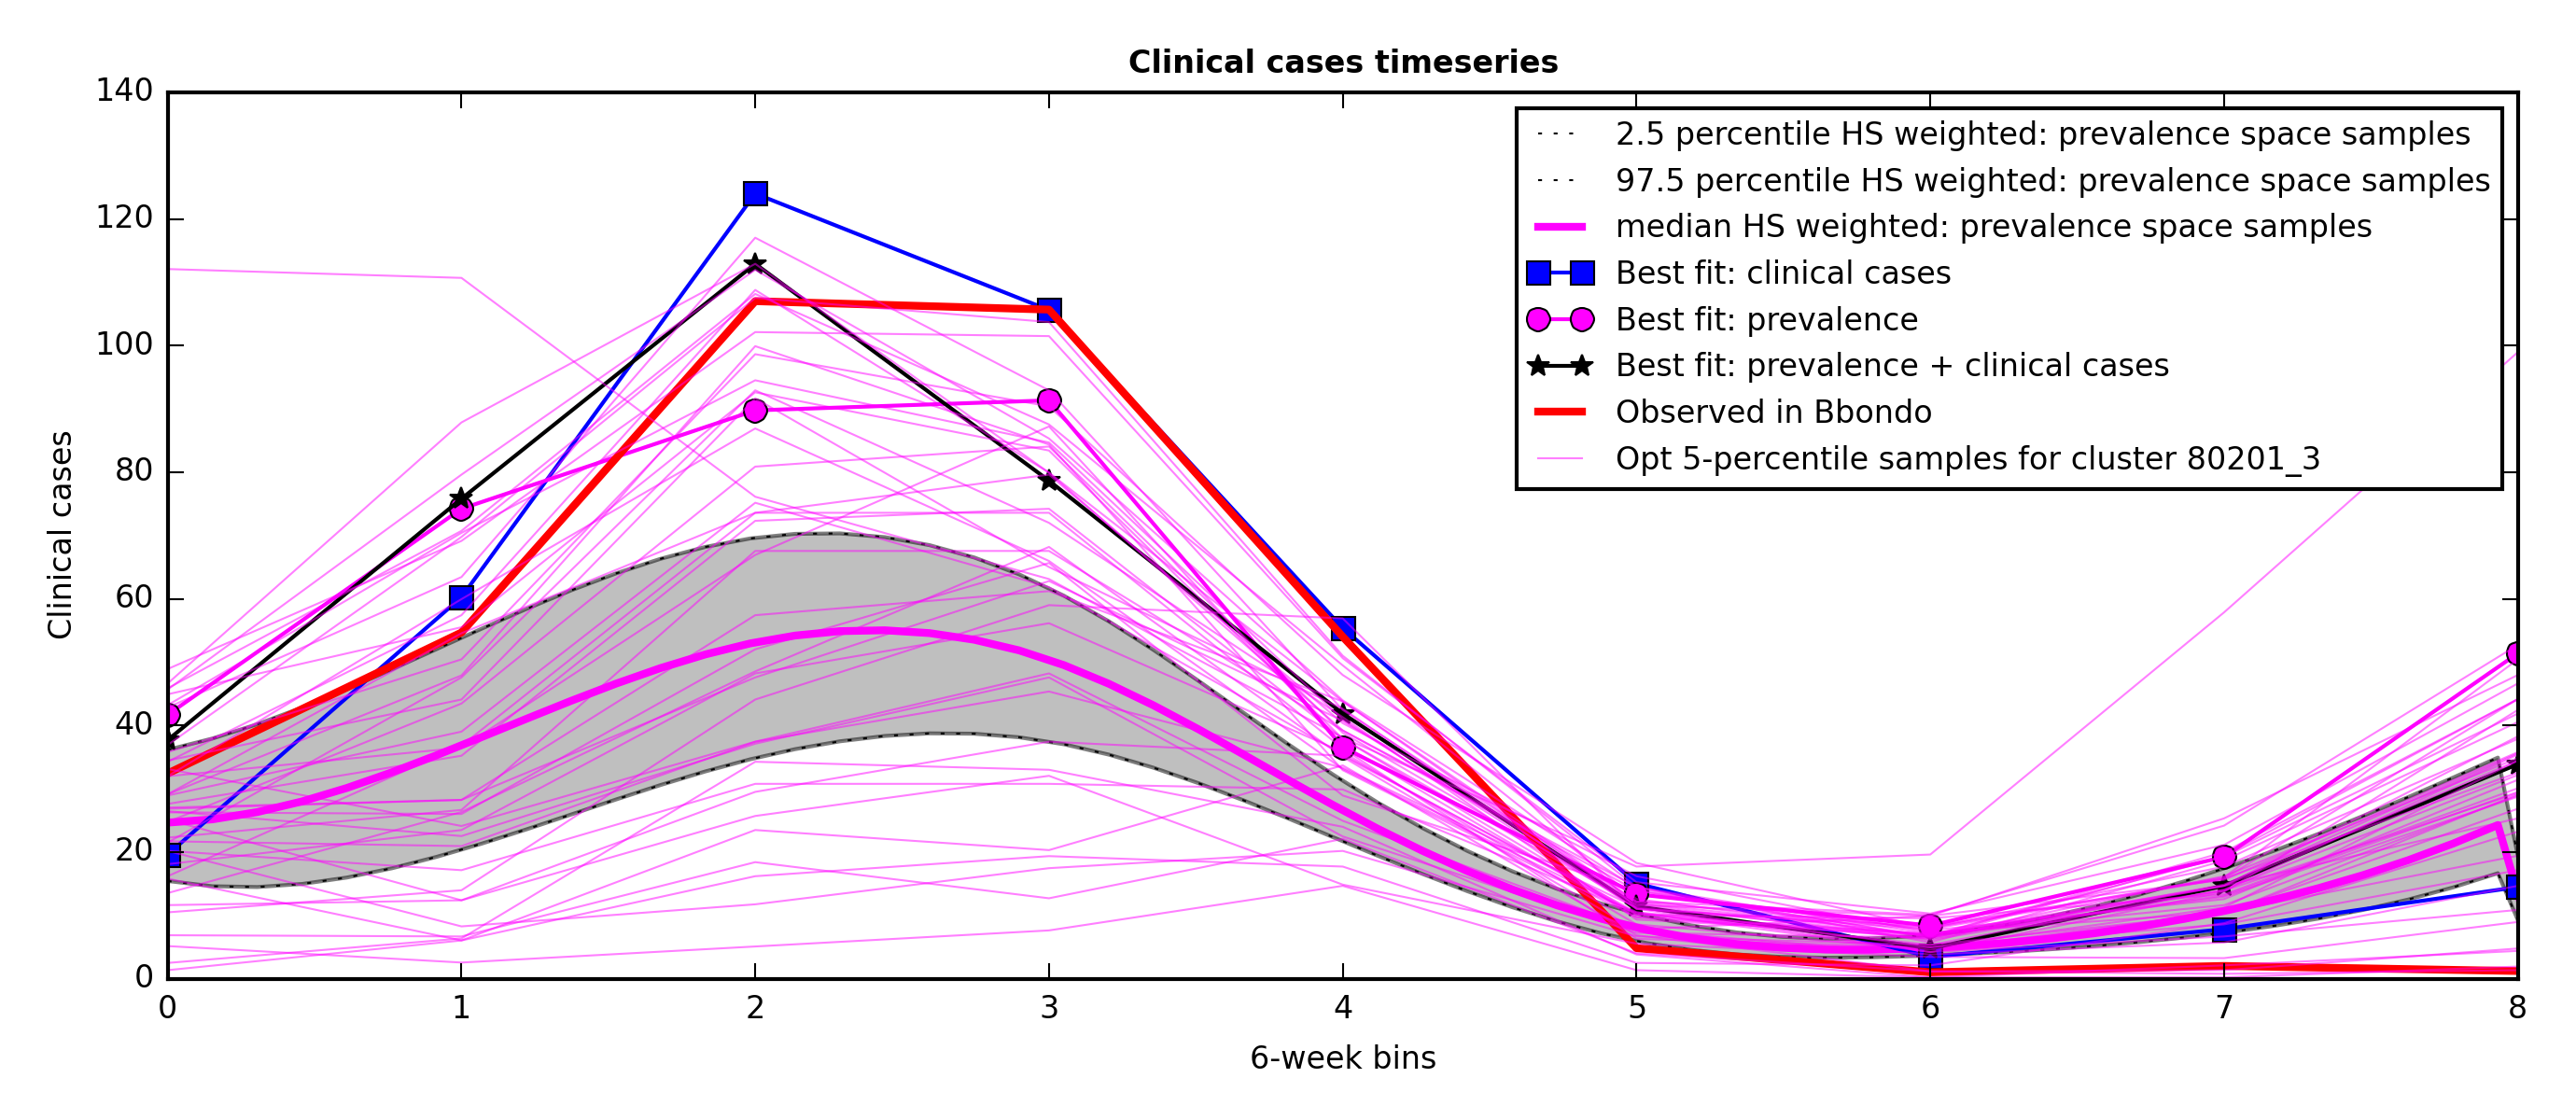 Clinical cases timeseries
140
120
100
80
60
40
20
0
Clinical cases
2.5 percentile HS weighted: prevalence space samples
97.5 percentile HS weighted: prevalence space samples
median HS weighted: prevalence space samples
Best fit: clinical cases
Best fit: prevalence
Best fit: prevalence + clinical cases
Observed in Bbondo
Opt 5-percentile samples for cluster 80201_3
0 1 2 3 4 5 6 7 8
6-week bins